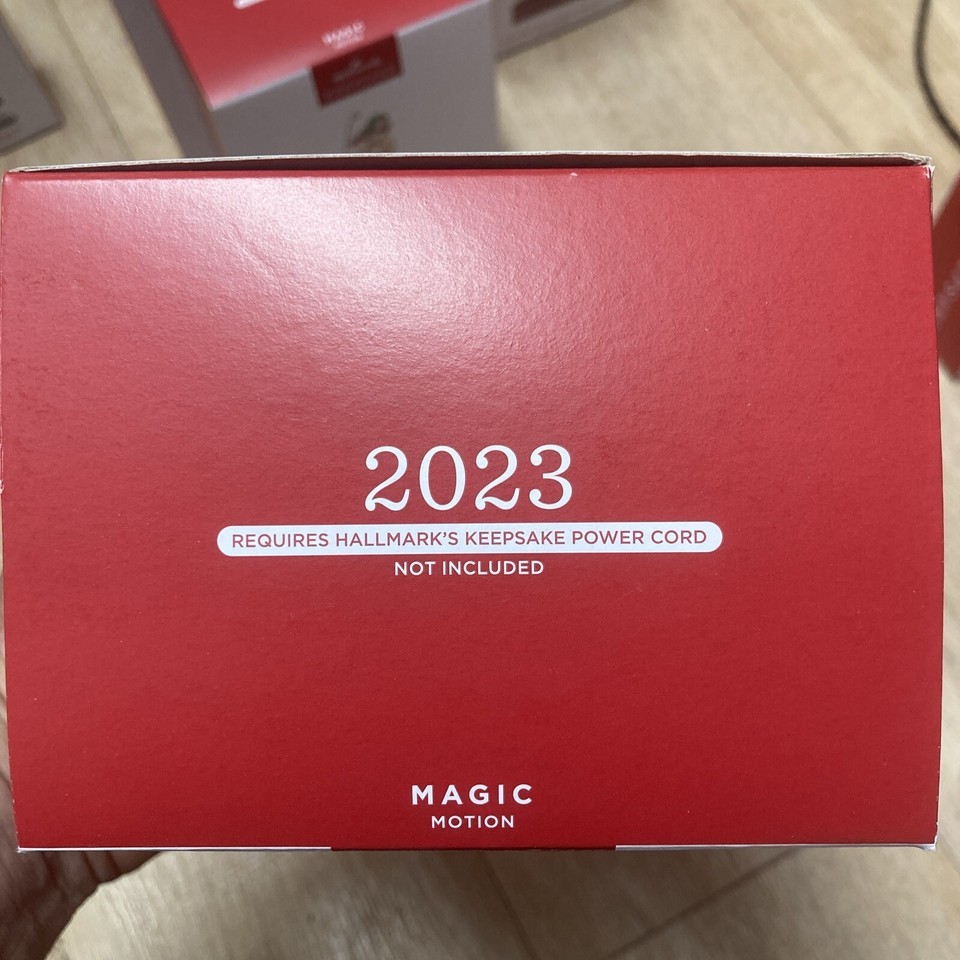 2023
REQUIRES HALLMARK'S KEEPSAKE POWER CORD
NOT INCLUDED
MAGIC
MOTION